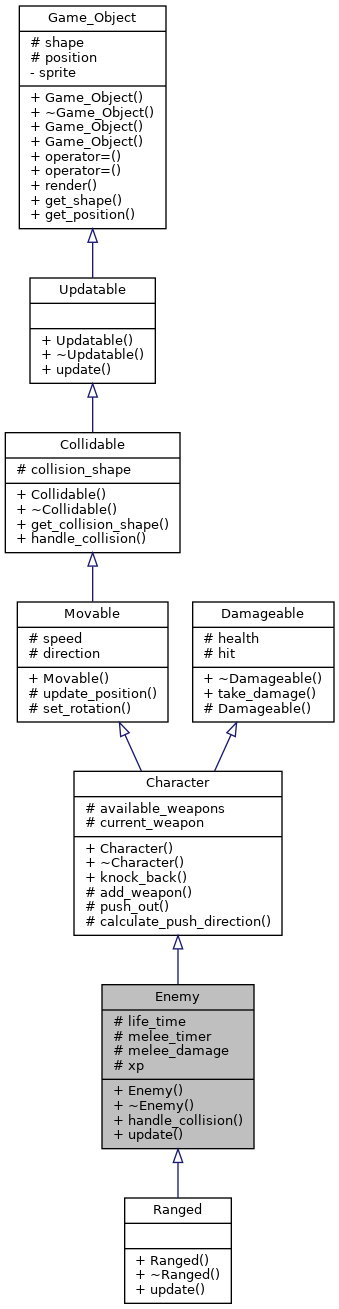 Game_Object
# shape
# position
- sprite
+ Game_Object()
+ ~Game_Object()
+ Game_Object()
+ Game_Object()
+ operator=()
+ operator=()
+ render()
+ get_shape()
+ get_position()
Updatable
+ Updatable()
+ ~Updatable()
+ update()
Collidable
# collision_shape
+ Collidable()
+ ~Collidable()
+ get_collision_shape()
+ handle_collision()
Movable
# speed
# direction
+ Movable()
# update_position()
# set_rotation()
Damageable
# health
# hit
+ ~Damageable()
+ take_damage()
# Damageable()
Character
# available_weapons
# current_weapon
+ Character()
+ ~Character()
+ knock_back()
# add_weapon()
# push_out()
# calculate_push_direction()
Enemy
# life_time
# melee_timer
# melee_damage
# xp
+ Enemy()
+ ~Enemy()
+ handle_collision()
+ update()
Ranged
+ Ranged()
+ ~Ranged()
+ update()